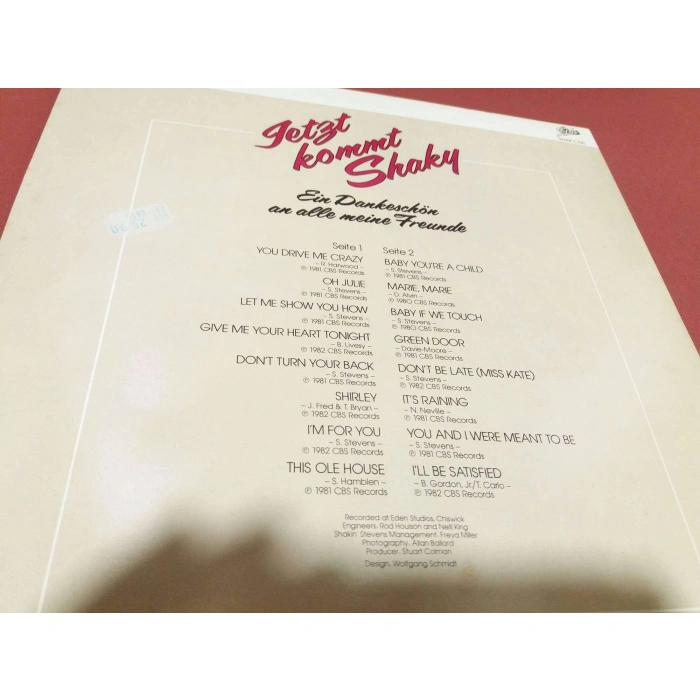 Jetzt
kommt
Shaky
Ein Dankeschön
an alle meine Freunde
Seite 1
YOU DRIVE ME CRAZY
– R. Harwood –
℗ 1981 CBS Records
OH JULIE
– S. Stevens –
℗ 1981 CBS Records
LET ME SHOW YOU HOW
– S. Stevens –
℗ 1981 CBS Records
GIVE ME YOUR HEART TONIGHT
– B. Livesy –
℗ 1982 CBS Records
DON'T TURN YOUR BACK
– S. Stevens –
℗ 1981 CBS Records
SHIRLEY
– J. Fred & T. Bryan –
℗ 1982 CBS Records
I'M FOR YOU
– S. Stevens –
℗ 1982 CBS Records
THIS OLE HOUSE
– S. Hamblen –
℗ 1981 CBS Records
Seite 2
BABY YOU'RE A CHILD
– S. Stevens –
℗ 1981 CBS Records
MARIE, MARIE
– D. Alvin –
℗ 1980 CBS Records
BABY IF WE TOUCH
– S. Stevens –
℗ 1980 CBS Records
GREEN DOOR
– Davie-Moore –
℗ 1981 CBS Records
DON'T BE LATE (MISS KATE)
– S. Stevens –
℗ 1982 CBS Records
IT'S RAINING
– N. Neville –
℗ 1981 CBS Records
YOU AND I WERE MEANT TO BE
– S. Stevens –
℗ 1981 CBS Records
I'LL BE SATISFIED
– B. Gordon, Jr./T. Carlo –
℗ 1982 CBS Records
Recorded at Eden Studios, Chiswick
Engineers: Rod Houison and Neill King
Shakin' Stevens Management: Freya Miller
Photography: Allan Ballard
Producer: Stuart Colman
Design: Wolfgang Schmidt